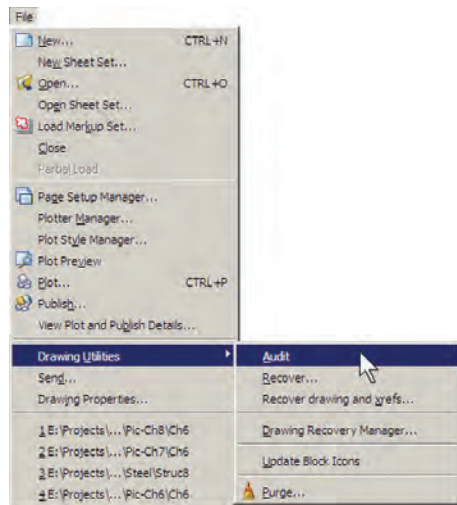 File
New... CTRL+N
New Sheet Set...
Open... CTRL+O
Open Sheet Set...
Load Markup Set...
Close
Partial Load
Page Setup Manager...
Plotter Manager...
Plot Style Manager...
Plot Preview
Plot... CTRL+P
Publish...
View Plot and Publish Details...
Drawing Utilities Audit
Send... Recover...
Drawing Properties... Recover drawing and xrefs...
1 E:\Projects\...\Pic-Ch8\Ch6 Drawing Recovery Manager...
2 E:\Projects\...\Pic-Ch7\Ch6 Update Block Icons
3 E:\Projects\...\Steel\Struc8
4 E:\Projects\...\Pic-Ch6\Ch6 Purge...